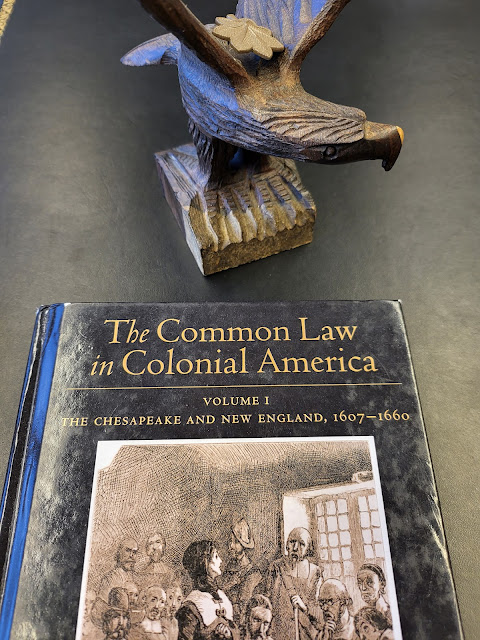 The Common Law
in Colonial America
VOLUME I
THE CHESAPEAKE AND NEW ENGLAND, 1607–1660